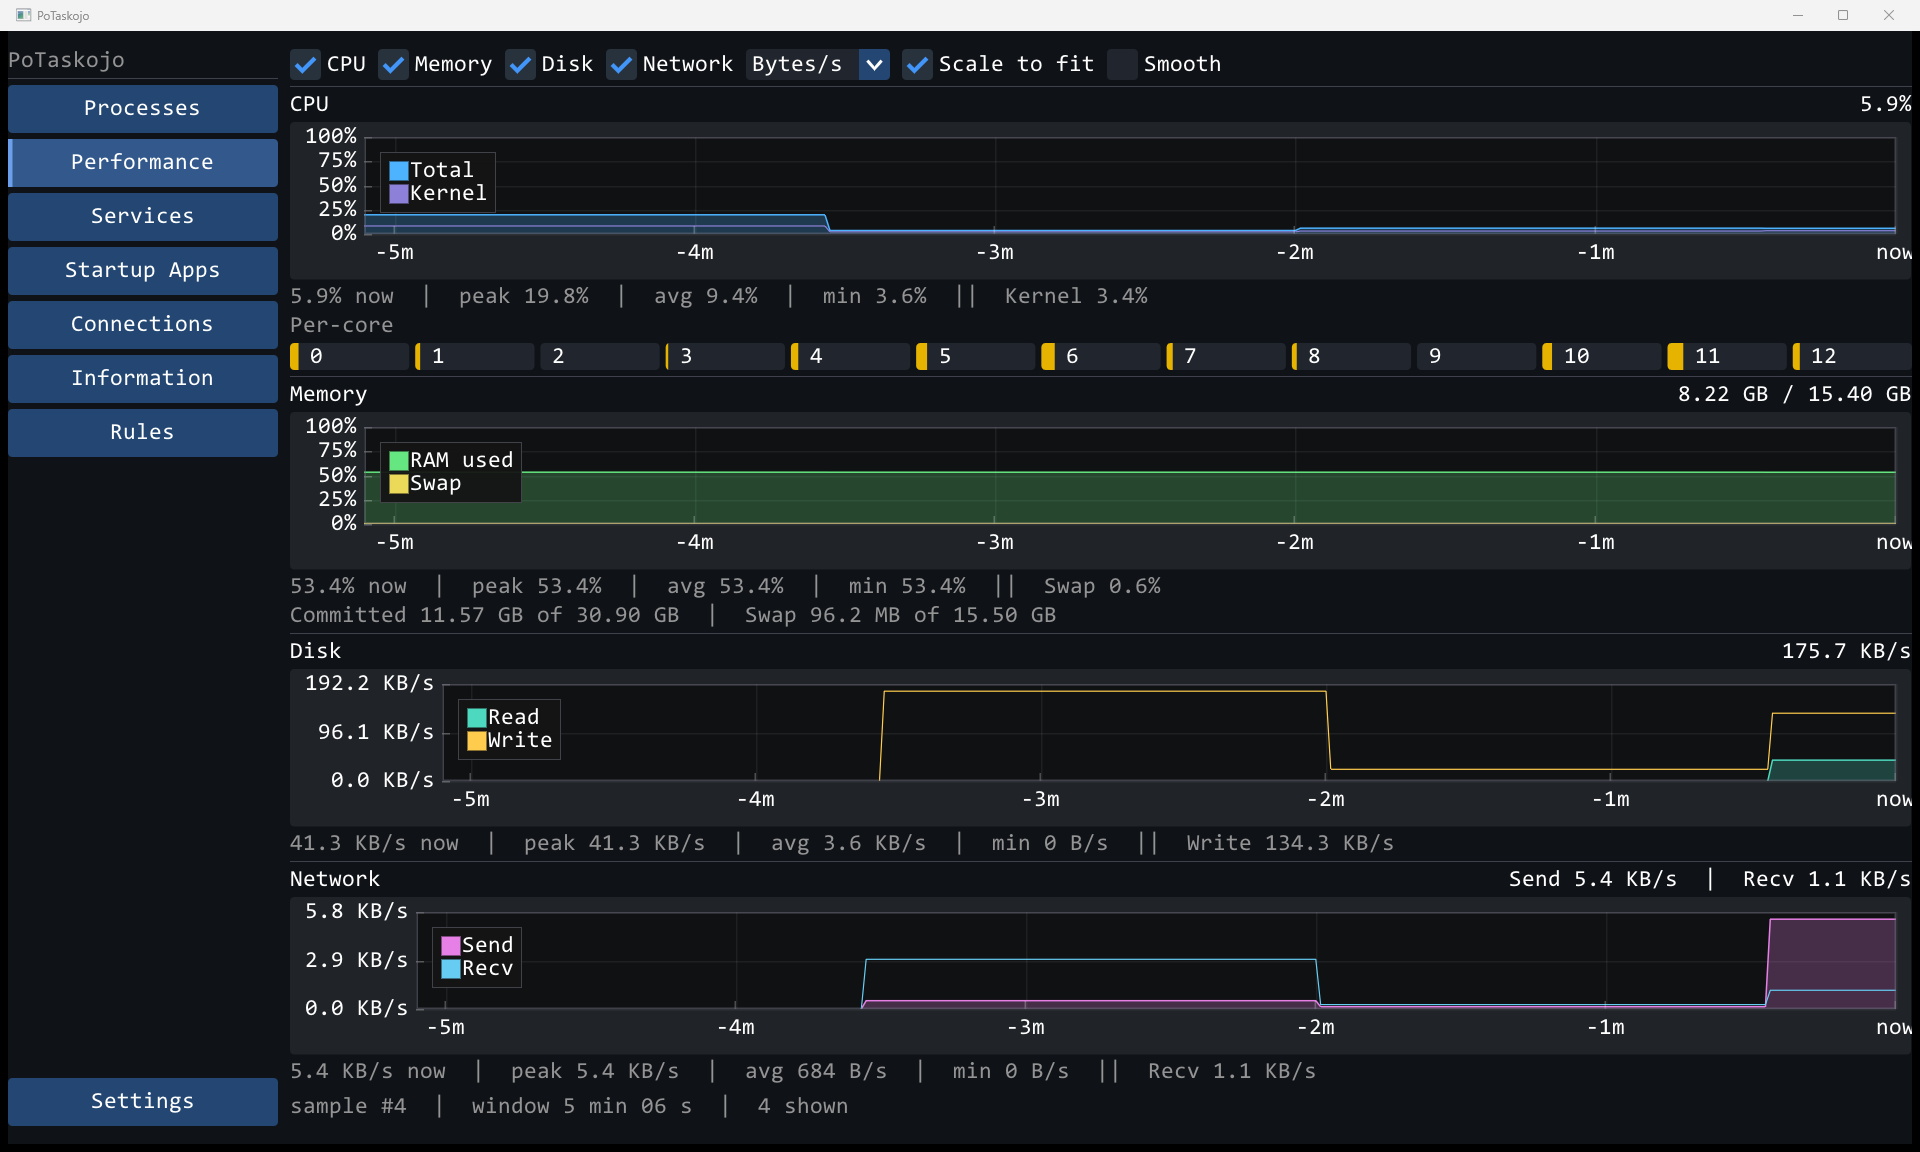 PoTaskojo
PoTaskojo
Processes
Performance
Services
Startup Apps
Connections
Information
Rules
Settings
CPU Memory Disk Network Bytes/s Scale to fit Smooth
CPU 5.9%
100%
75%
50%
25%
0%
Total
Kernel
-5m -4m -3m -2m -1m now
5.9% now | peak 19.8% | avg 9.4% | min 3.6% || Kernel 3.4%
Per-core
0 1 2 3 4 5 6 7 8 9 10 11 12
Memory 8.22 GB / 15.40 GB
100%
75%
50%
25%
0%
RAM used
Swap
-5m -4m -3m -2m -1m now
53.4% now | peak 53.4% | avg 53.4% | min 53.4% || Swap 0.6%
Committed 11.57 GB of 30.90 GB | Swap 96.2 MB of 15.50 GB
Disk 175.7 KB/s
192.2 KB/s
96.1 KB/s
0.0 KB/s
Read
Write
-5m -4m -3m -2m -1m now
41.3 KB/s now | peak 41.3 KB/s | avg 3.6 KB/s | min 0 B/s || Write 134.3 KB/s
Network Send 5.4 KB/s | Recv 1.1 KB/s
5.8 KB/s
2.9 KB/s
0.0 KB/s
Send
Recv
-5m -4m -3m -2m -1m now
5.4 KB/s now | peak 5.4 KB/s | avg 684 B/s | min 0 B/s || Recv 1.1 KB/s
sample #4 | window 5 min 06 s | 4 shown